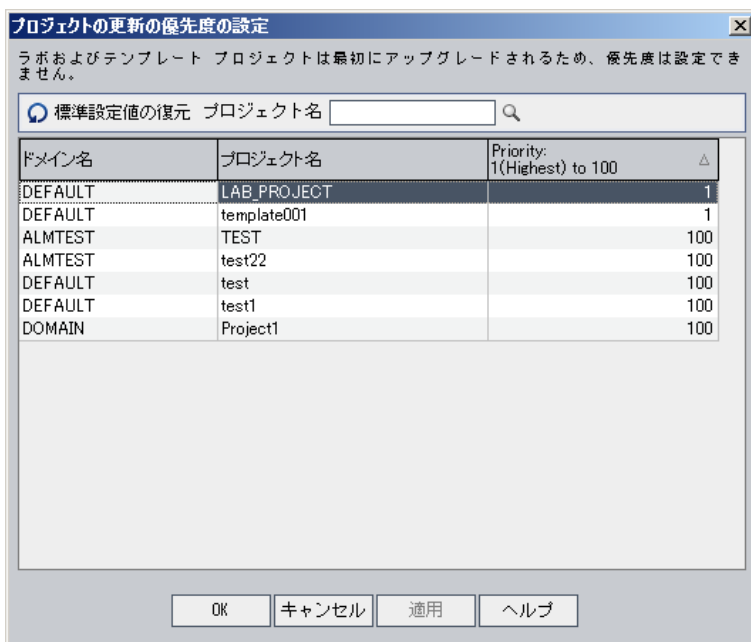 プロジェクトの更新の優先度の設定
ラボおよびテンプレート プロジェクトは最初にアップグレードされるため、優先度は設定でき
ません。
標準設定値の復元 プロジェクト名
ドメイン名 プロジェクト名 Priority:
1(Highest) to 100
DEFAULT LAB_PROJECT 1
DEFAULT template001 1
ALMTEST TEST 100
ALMTEST test22 100
DEFAULT test 100
DEFAULT test1 100
DOMAIN Project1 100
OK キャンセル 適用 ヘルプ